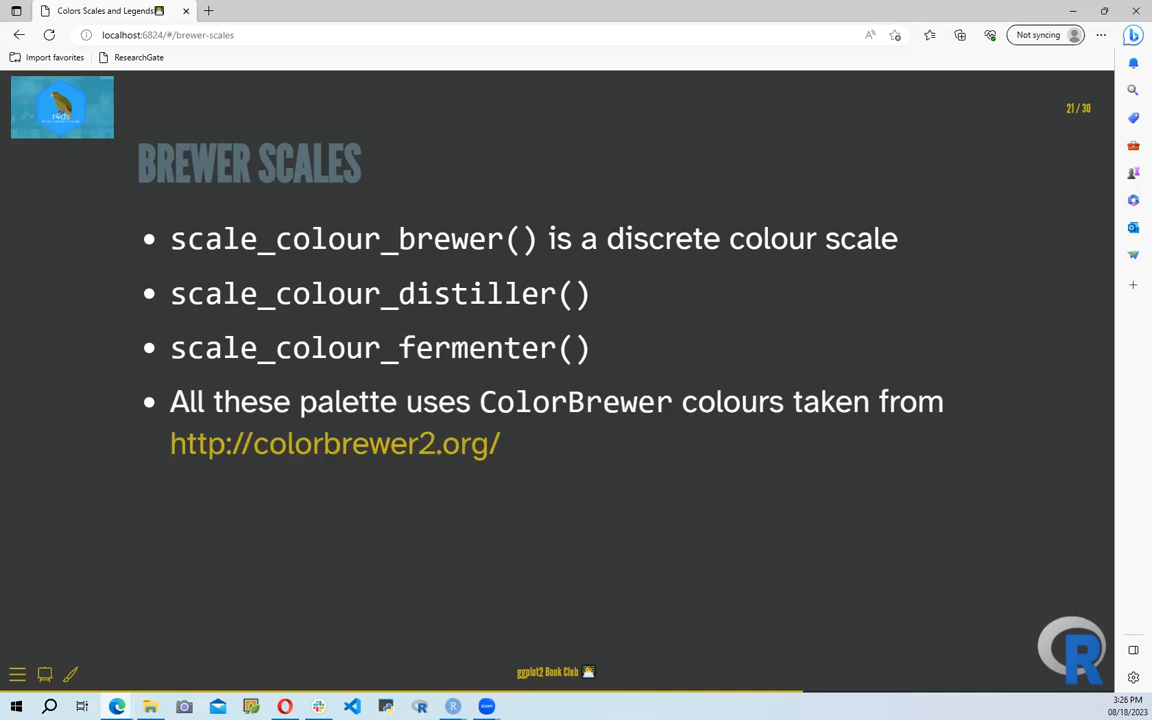 Colors Scales and Legends
localhost:6824/#/brewer-scales
Not syncing
Import favorites
ResearchGate
r4ds
21 / 30
BREWER SCALES
• scale_colour_brewer() is a discrete colour scale
• scale_colour_distiller()
• scale_colour_fermenter()
• All these palette uses ColorBrewer colours taken from
http://colorbrewer2.org/
ggplot2 Book Club
R
3:26 PM
08/18/2023